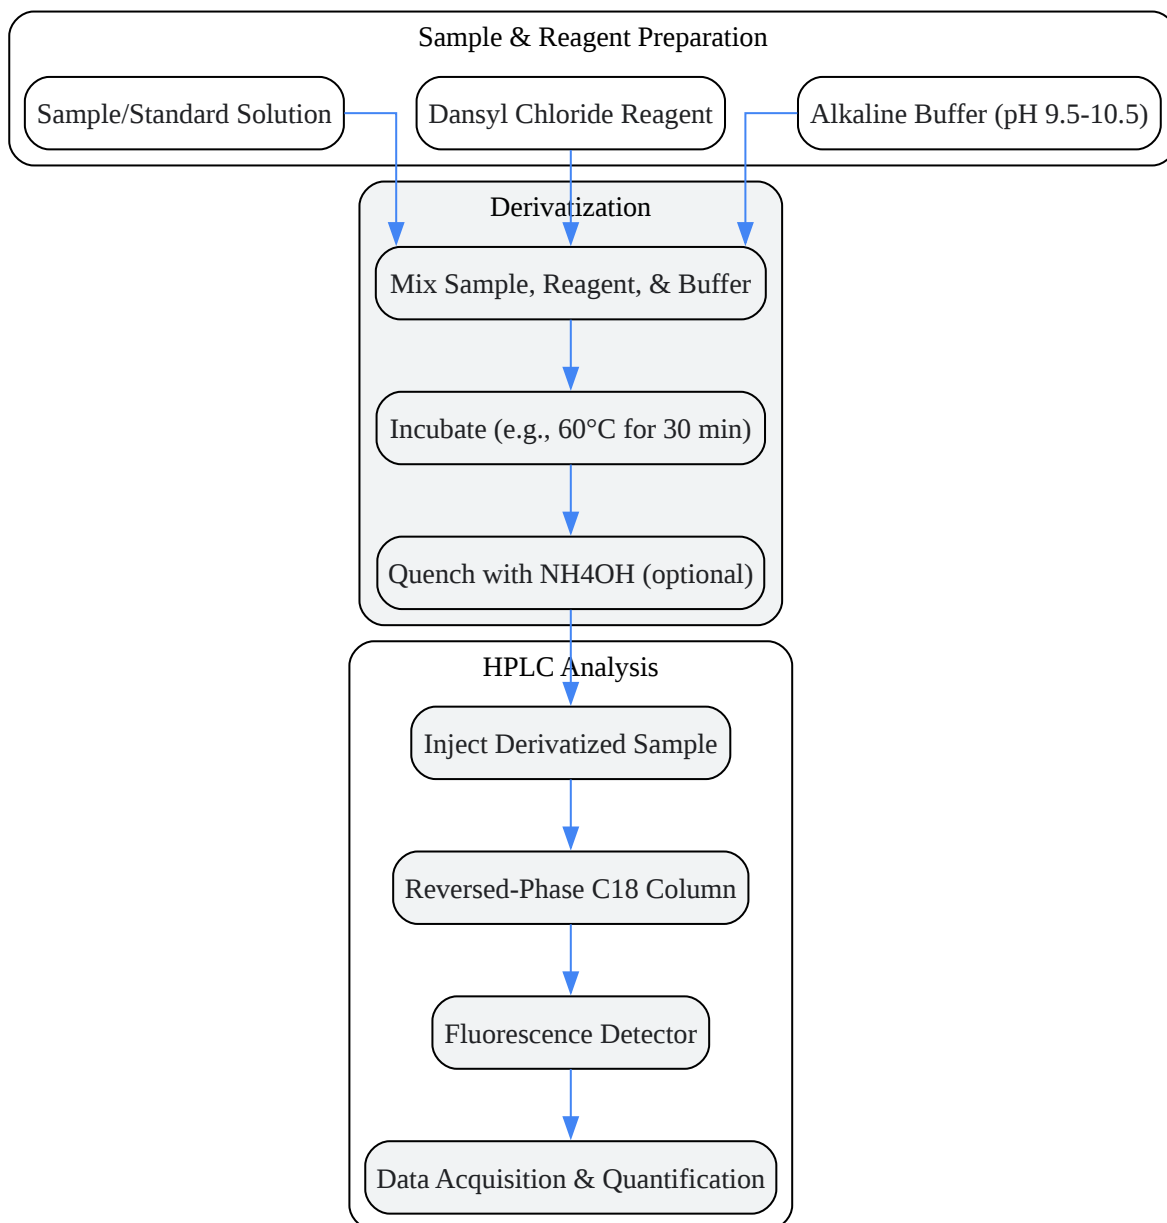 Sample & Reagent Preparation
Sample/Standard Solution
Dansyl Chloride Reagent
Alkaline Buffer (pH 9.5-10.5)
Derivatization
Mix Sample, Reagent, & Buffer
Incubate (e.g., 60°C for 30 min)
Quench with NH4OH (optional)
HPLC Analysis
Inject Derivatized Sample
Reversed-Phase C18 Column
Fluorescence Detector
Data Acquisition & Quantification